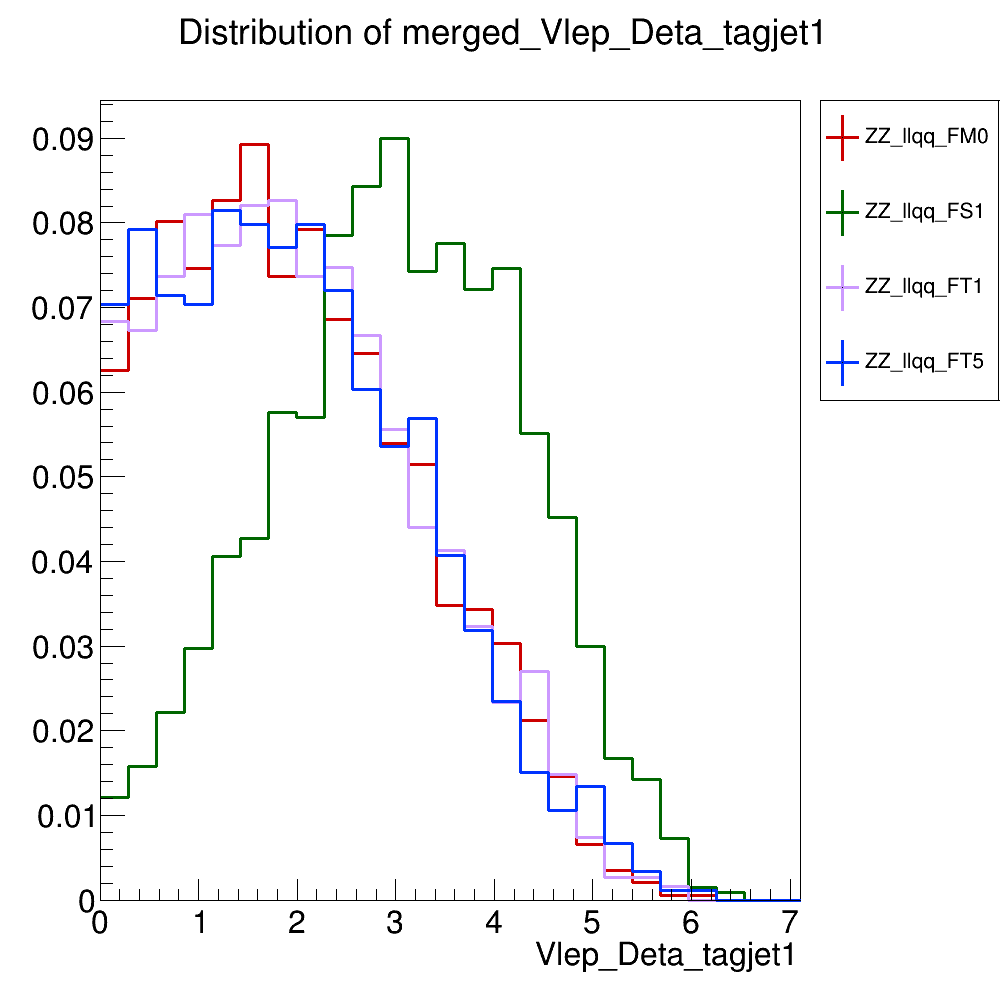 Distribution of merged_Vlep_Deta_tagjet1
ZZ_llqq_FM0
ZZ_llqq_FS1
ZZ_llqq_FT1
ZZ_llqq_FT5
0.09
0.08
0.07
0.06
0.05
0.04
0.03
0.02
0.01
0
0 1 2 3 4 5 6 7
Vlep_Deta_tagjet1